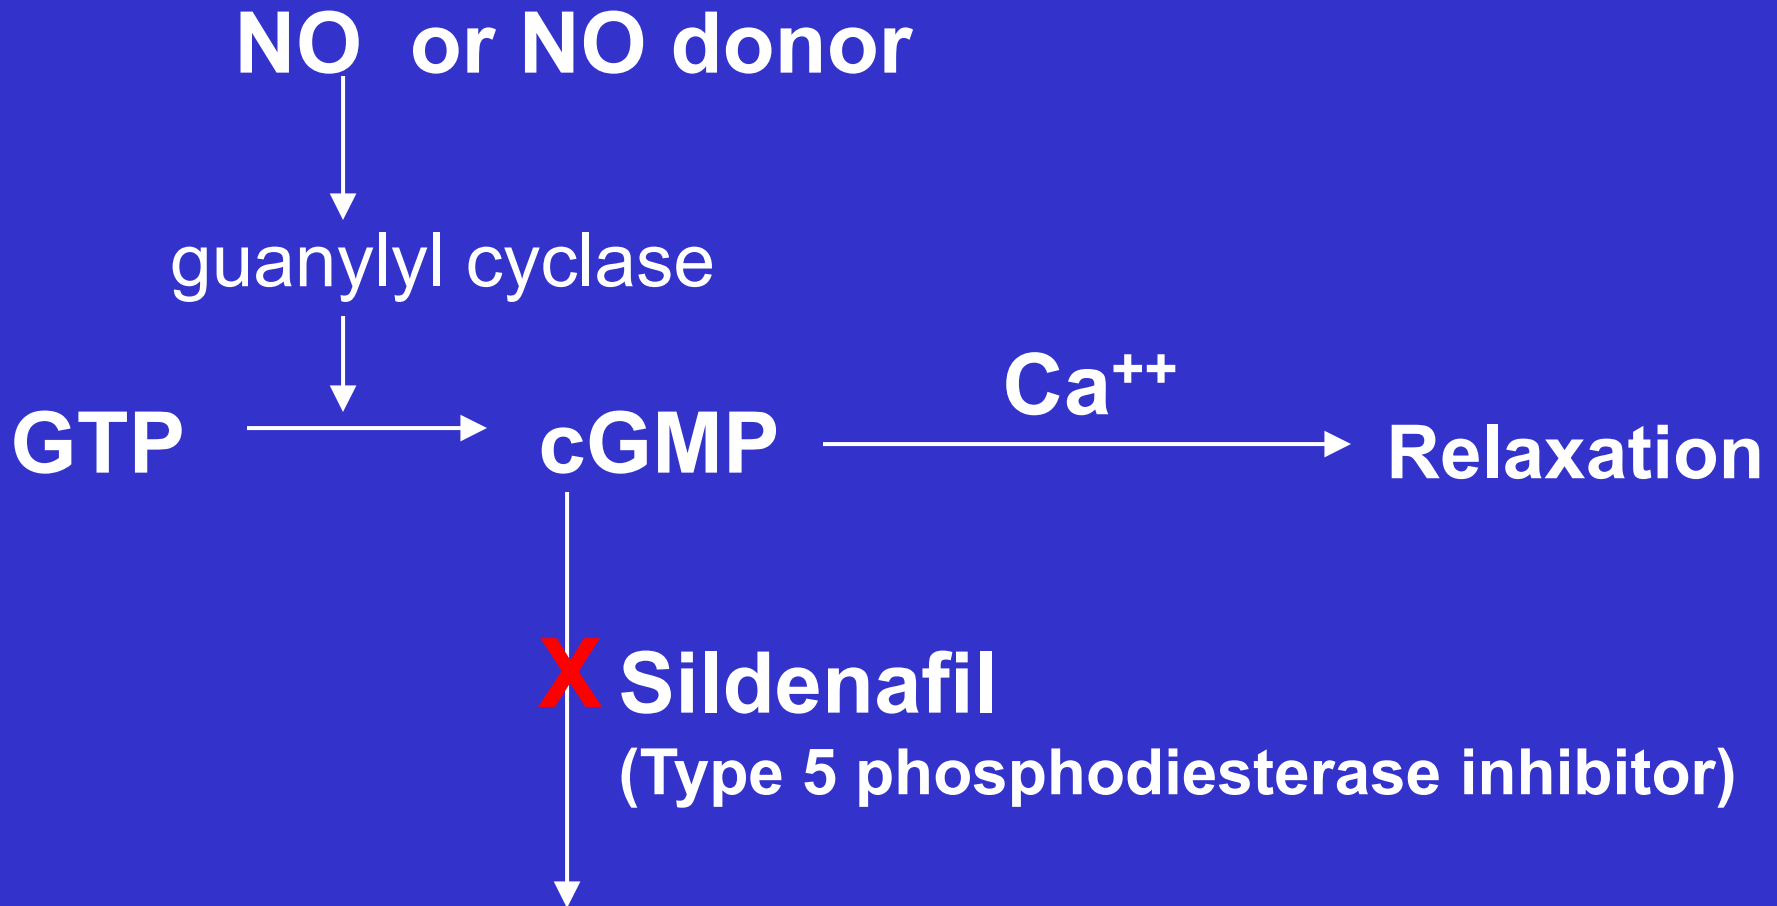 NO or NO donor
guanylyl cyclase
Ca⁺⁺
GTP cGMP Relaxation
X Sildenafil
(Type 5 phosphodiesterase inhibitor)